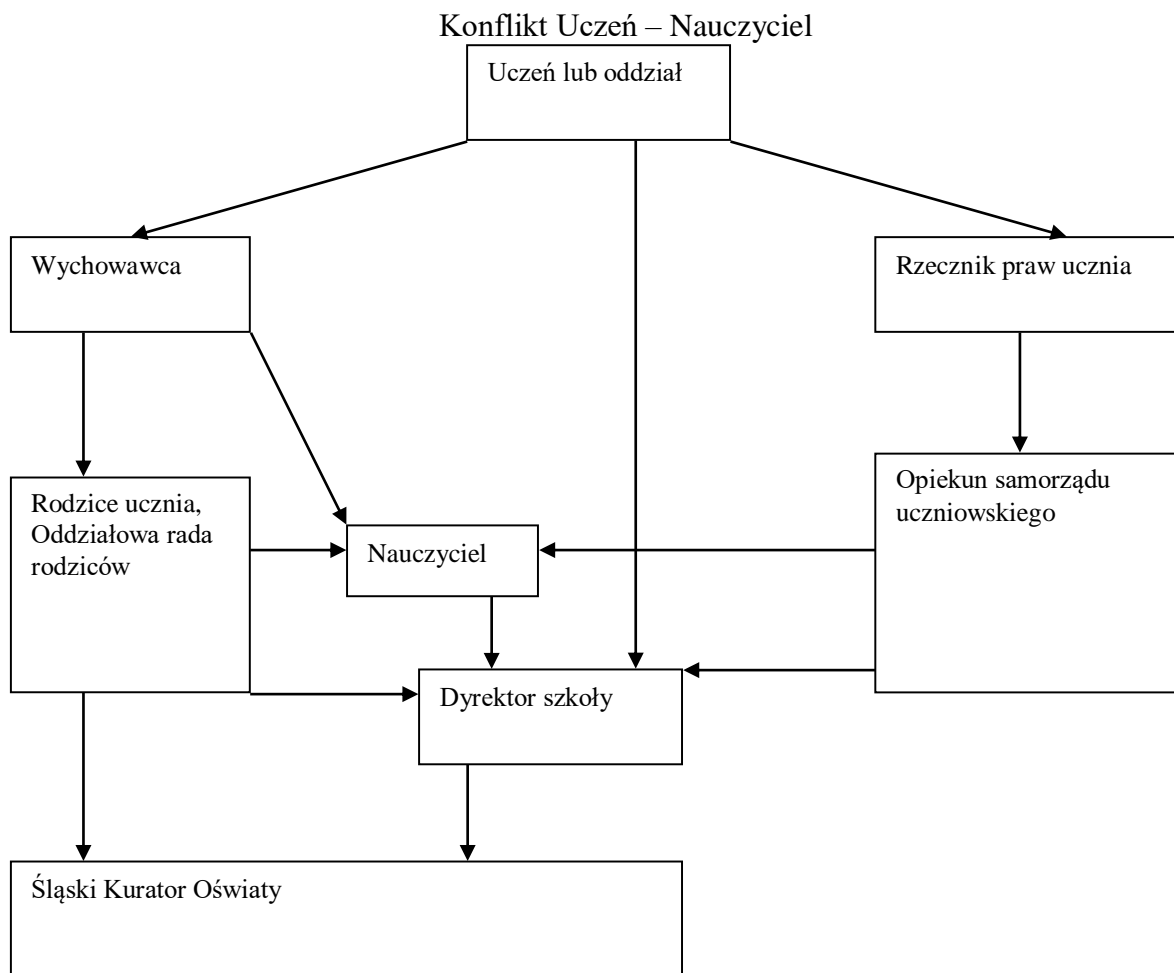 Konflikt Uczeń – Nauczyciel
Uczeń lub oddział
Wychowawca
Rzecznik praw ucznia
Rodzice ucznia,
Oddziałowa rada
rodziców
Nauczyciel
Opiekun samorządu
uczniowskiego
Dyrektor szkoły
Śląski Kurator Oświaty